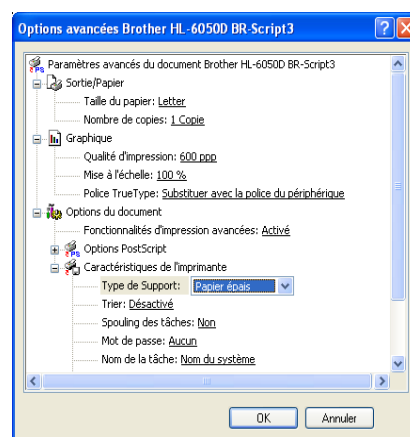 Options avancées Brother HL-6050D BR-Script3
Paramètres avancés du document Brother HL-6050D BR-Script3
Sortie/Papier
Taille du papier: Letter
Nombre de copies: 1 Copie
Graphique
Qualité d'impression: 600 ppp
Mise à l'échelle: 100 %
Police TrueType: Substituer avec la police du périphérique
Options du document
Fonctionnalités d'impression avancées: Activé
Options PostScript
Caractéristiques de l'imprimante
Type de Support: Papier épais
Trier: Désactivé
Spouling des tâches: Non
Mot de passe: Aucun
Nom de la tâche: Nom du système
OK Annuler